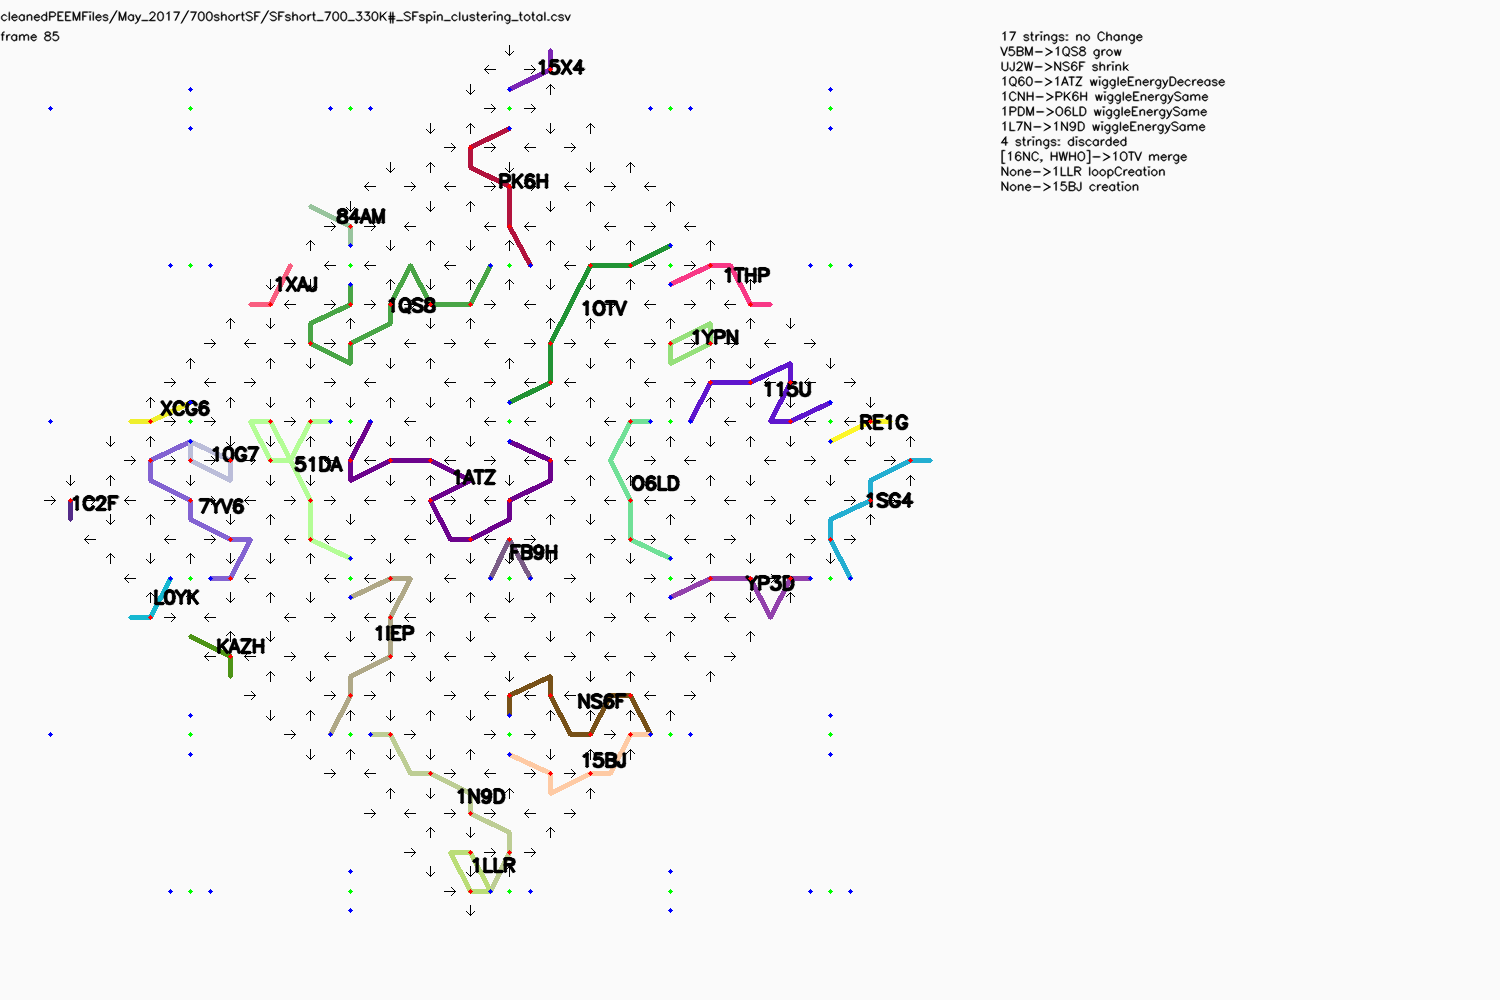 cleanedPEEMFiles/May_2017/700shortSF/SFshort_700_330K#_SFspin_clustering_total.csv
frame 85
17 strings: no Change
V5BM->1QS8 grow
UJ2W->NS6F shrink
1Q60->1ATZ wiggleEnergyDecrease
1CNH->PK6H wiggleEnergySame
1PDM->O6LD wiggleEnergySame
1L7N->1N9D wiggleEnergySame
4 strings: discarded
[16NC, HWHO]->1OTV merge
None->1LLR loopCreation
None->15BJ creation
15X4
PK6H
84AM
1XAJ
1QS8
1OTV
1THP
1YPN
115U
XCG6
RE1G
1OG7
51DA
1ATZ
O6LD
1C2F
7YV6
1SG4
FB9H
YP3D
L0YK
1IEP
KAZH
NS6F
15BJ
1N9D
1LLR